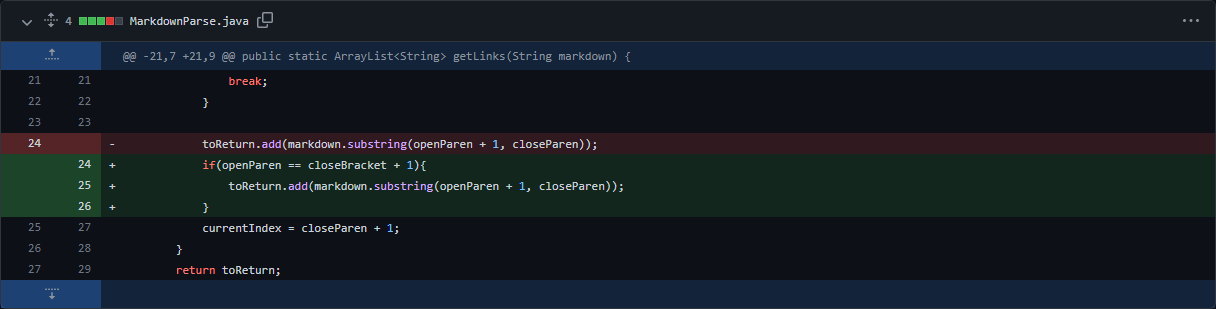 4 MarkdownParse.java
@@ -21,7 +21,9 @@ public static ArrayList<String> getLinks(String markdown) {
21 21 break;
22 22 }
23 23
24 - toReturn.add(markdown.substring(openParen + 1, closeParen));
24 + if(openParen == closeBracket + 1){
25 + toReturn.add(markdown.substring(openParen + 1, closeParen));
26 + }
25 27 currentIndex = closeParen + 1;
26 28 }
27 29 return toReturn;